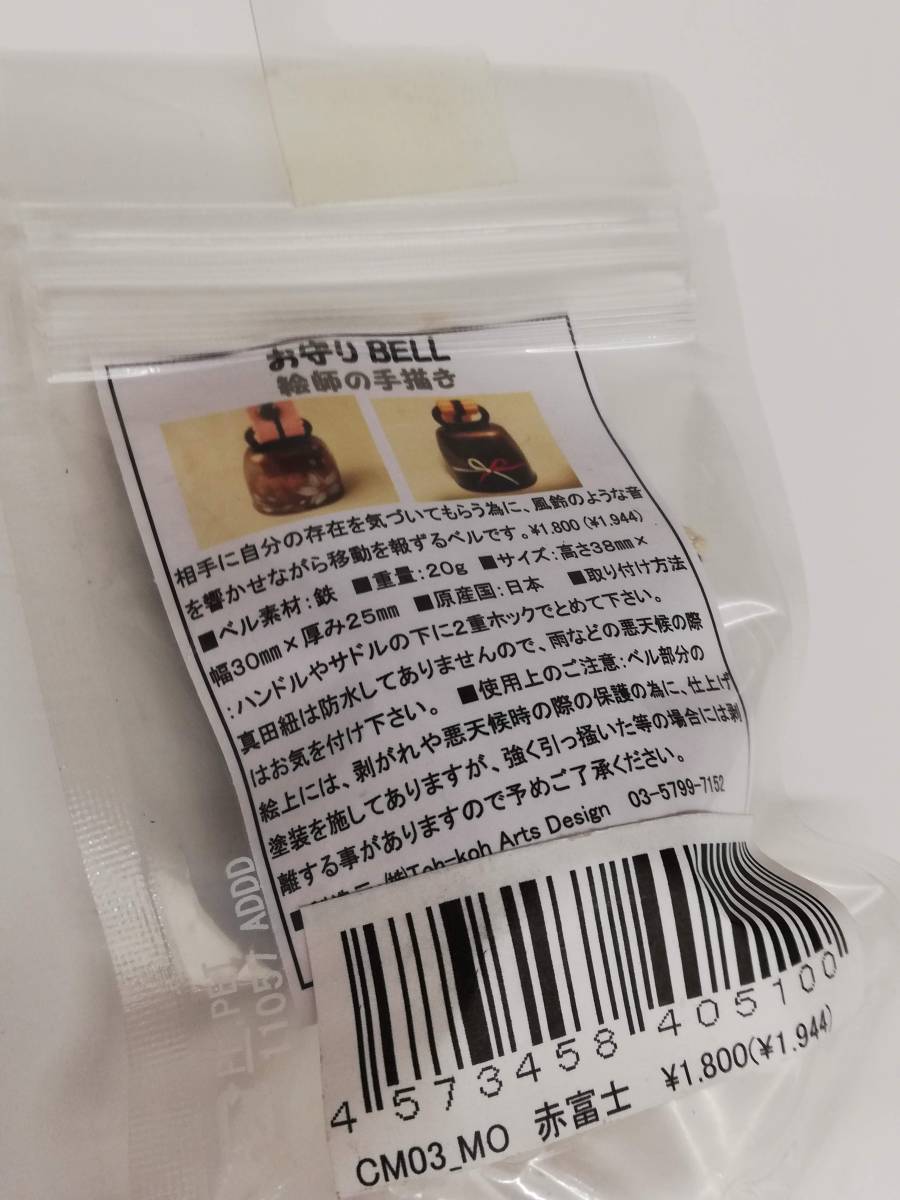 お守り BELL
絵師の手描き
相手に自分の存在を気づいてもらう為に、風鈴のような音
を響かせながら移動を報ずるベルです。¥1.800(¥1.944)
■ベル素材:鉄 ■重量:20g ■サイズ:高さ38mm×
幅30mm×厚み25mm ■原産国:日本 ■取り付け方法
:ハンドルやサドルの下に2重ホックでとめて下さい。
真田紐は防水してありませんので、雨などの悪天候の際
はお気を付け下さい。 ■使用上のご注意:ベル部分の
絵上には、剥がれや悪天候時の際の保護の為に、仕上げ
塗装を施してありますが、強く引っ掻いた等の場合には剥
離する事がありますので予めご了承ください。
(株)Toh-koh Arts Design 03-5799-7152
PET
11051 ADDD
4 573458 405100
CM03_MO 赤富士 ¥1.800(¥1.944)